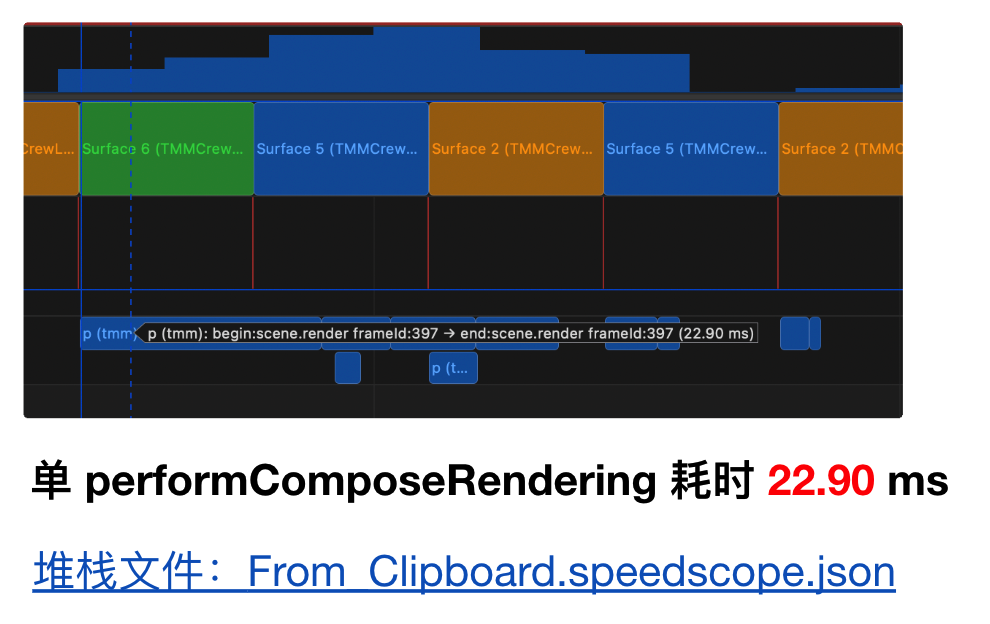 CrewL...
Surface 6 (TMMCrew...
Surface 5 (TMMCrew...
Surface 2 (TMMCrew...
Surface 5 (TMMCrew...
Surface 2 (TMMC
p (tmm)
p (tmm): begin:scene.render frameId:397 → end:scene.render frameId:397 (22.90 ms)
p (t...
单 performComposeRendering 耗时 22.90 ms
堆栈文件：From_Clipboard.speedscope.json